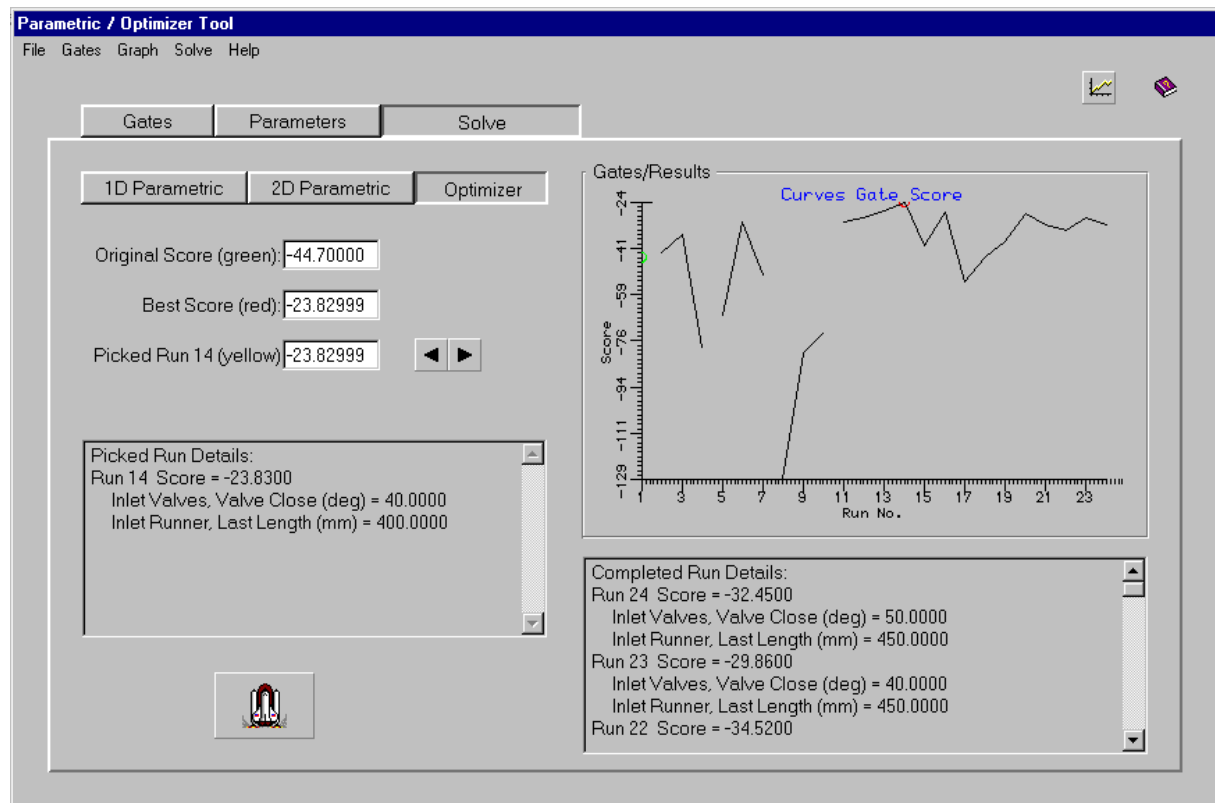 Parametric / Optimizer Tool
File Gates Graph Solve Help
Gates Parameters Solve
1D Parametric 2D Parametric Optimizer
Original Score (green): -44.70000
Best Score (red): -23.82999
Picked Run 14 (yellow) -23.82999
Picked Run Details:
Run 14 Score = -23.8300
Inlet Valves, Valve Close (deg) = 40.0000
Inlet Runner, Last Length (mm) = 400.0000
Gates/Results
Curves Gate Score
Score
-24
-41
-59
-76
-94
-111
-129
1 3 5 7 9 11 13 15 17 19 21 23
Run No.
Completed Run Details:
Run 24 Score = -32.4500
Inlet Valves, Valve Close (deg) = 50.0000
Inlet Runner, Last Length (mm) = 450.0000
Run 23 Score = -29.8600
Inlet Valves, Valve Close (deg) = 40.0000
Inlet Runner, Last Length (mm) = 450.0000
Run 22 Score = -34.5200